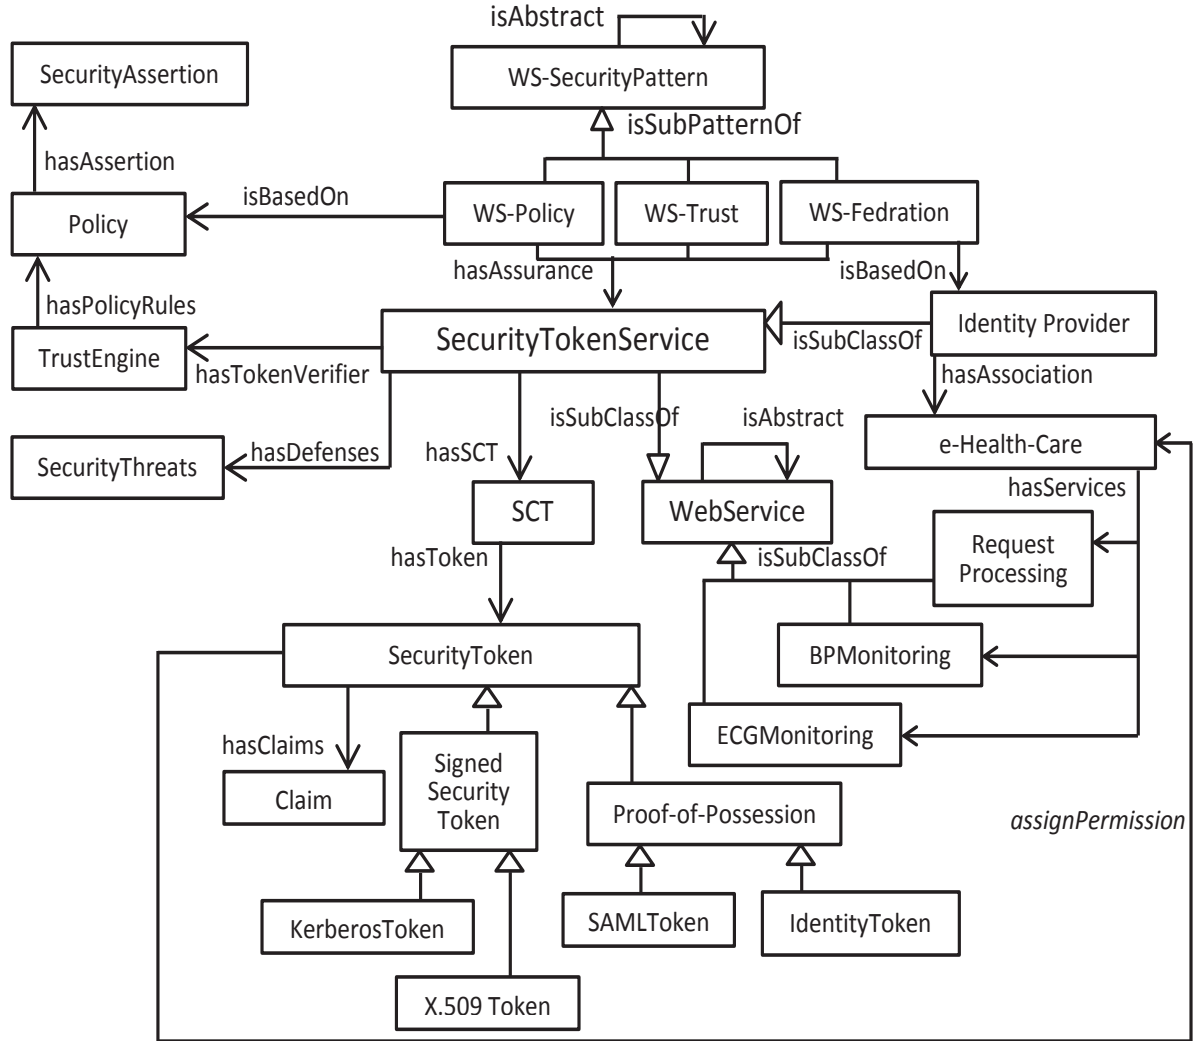 isAbstract
SecurityAssertion
WS-SecurityPattern
isSubPatternOf
hasAssertion
isBasedOn
Policy
WS-Policy
WS-Trust
WS-Fedration
hasAssurance
isBasedOn
hasPolicyRules
SecurityTokenService
Identity Provider
isSubClassOf
TrustEngine
hasTokenVerifier
hasAssociation
isSubClassOf
isAbstract
e-Health-Care
SecurityThreats
hasDefenses
hasSCT
hasServices
SCT
WebService
Request
Processing
hasToken
isSubClassOf
SecurityToken
BPMonitoring
hasClaims
ECGMonitoring
Signed
Security
Token
Claim
Proof-of-Possession
assignPermission
KerberosToken
SAMLToken
IdentityToken
X.509 Token